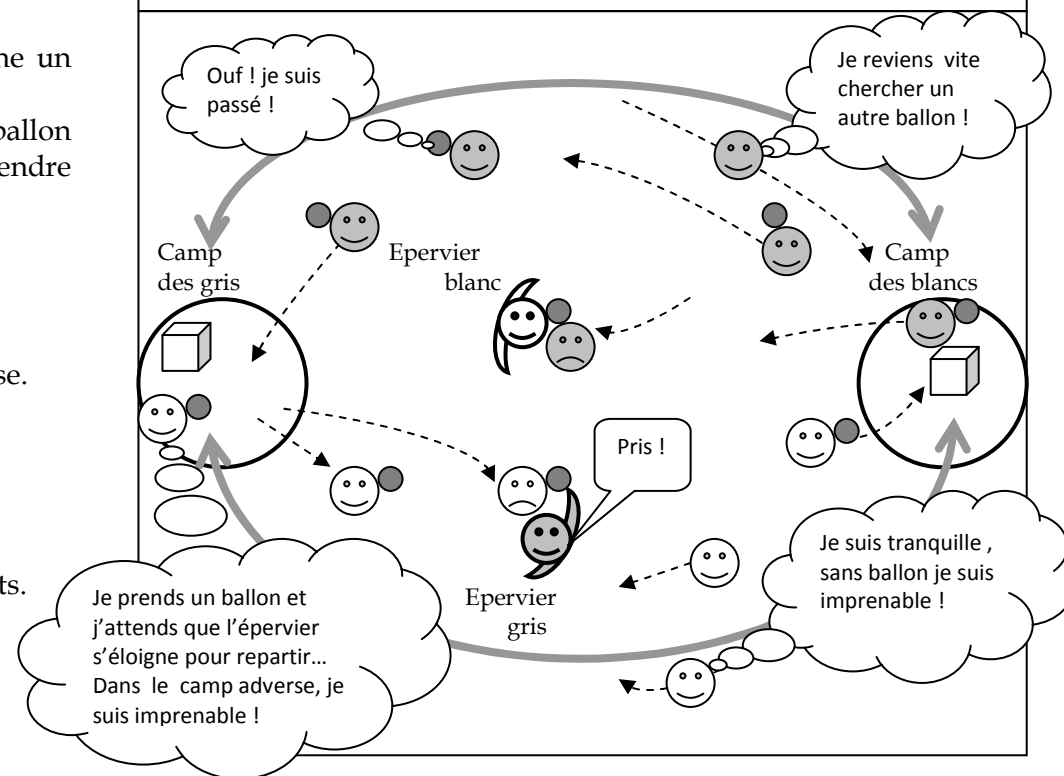 ne un
ballon
endre
se.
ts.
Ouf ! je suis
passé !
Je reviens vite
chercher un
autre ballon !
Camp
des gris
Epervier
blanc
Camp
des blancs
Pris !
Epervier
gris
Je prends un ballon et
j’attends que l’épervier
s’éloigne pour repartir…
Dans le camp adverse, je
suis imprenable !
Je suis tranquille ,
sans ballon je suis
imprenable !